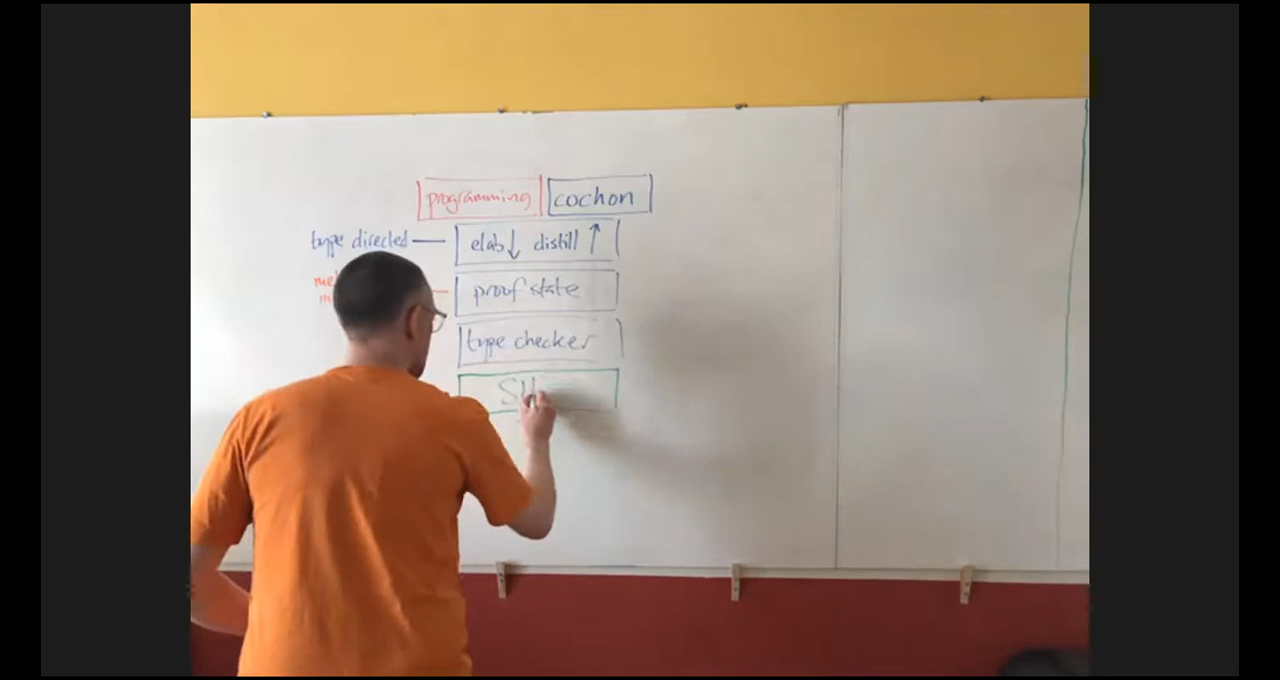 programming cochon
type directed — elab↓ distill↑
proof state
type checker